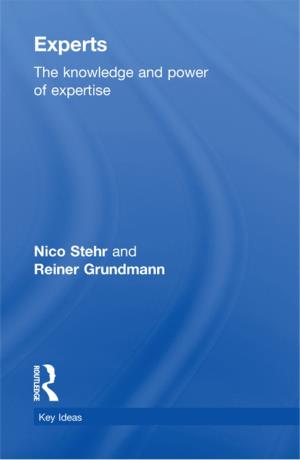 Experts
The knowledge and power
of expertise
Nico Stehr and
Reiner Grundmann
ROUTLEDGE
Key Ideas